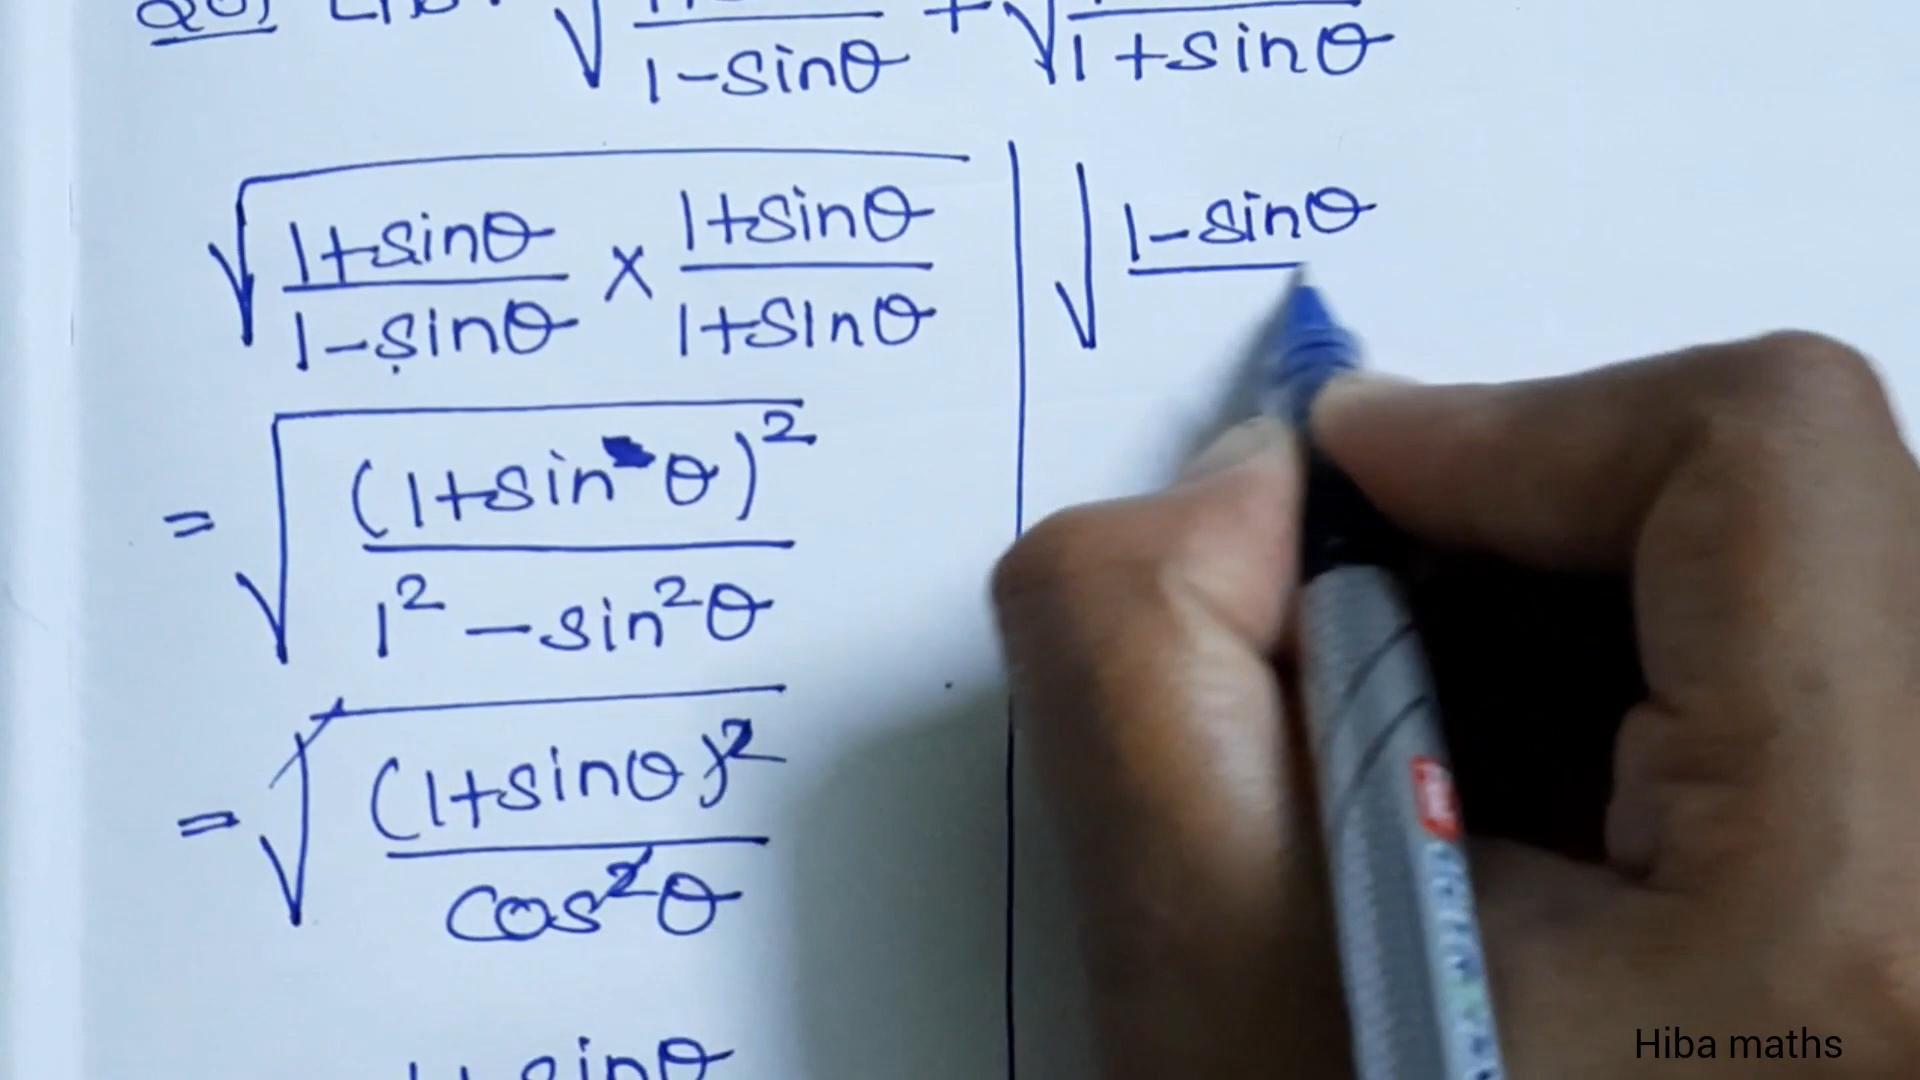 1-sinθ + √ 1+sinθ
√ 1+sinθ / 1-sinθ × 1+sinθ / 1+sinθ
= √ (1+sin θ)² / 1² - sin²θ
= √ (1+sinθ)² / cos²θ
√ 1-sinθ
Hiba maths